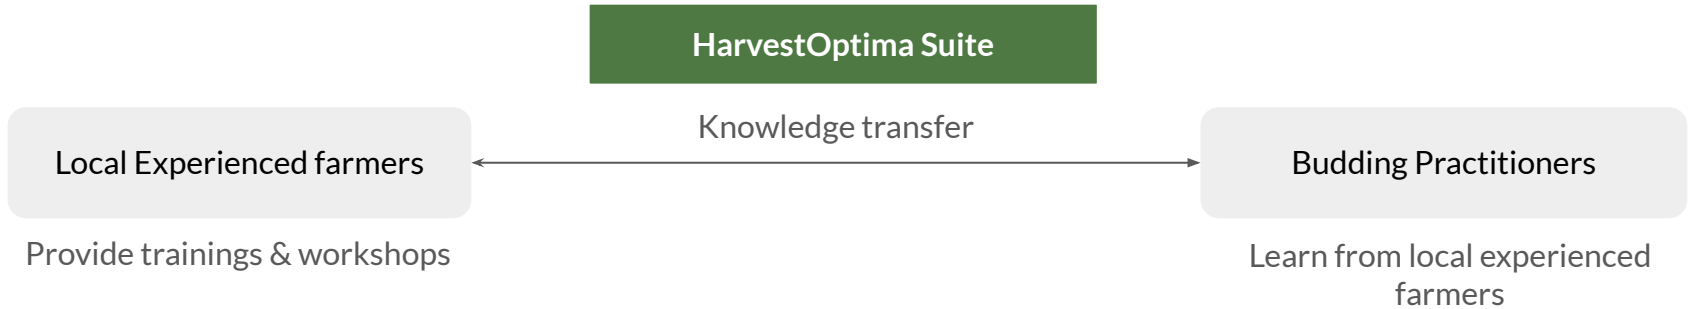 HarvestOptima Suite
Knowledge transfer
Local Experienced farmers
Budding Practitioners
Provide trainings & workshops
Learn from local experienced
farmers